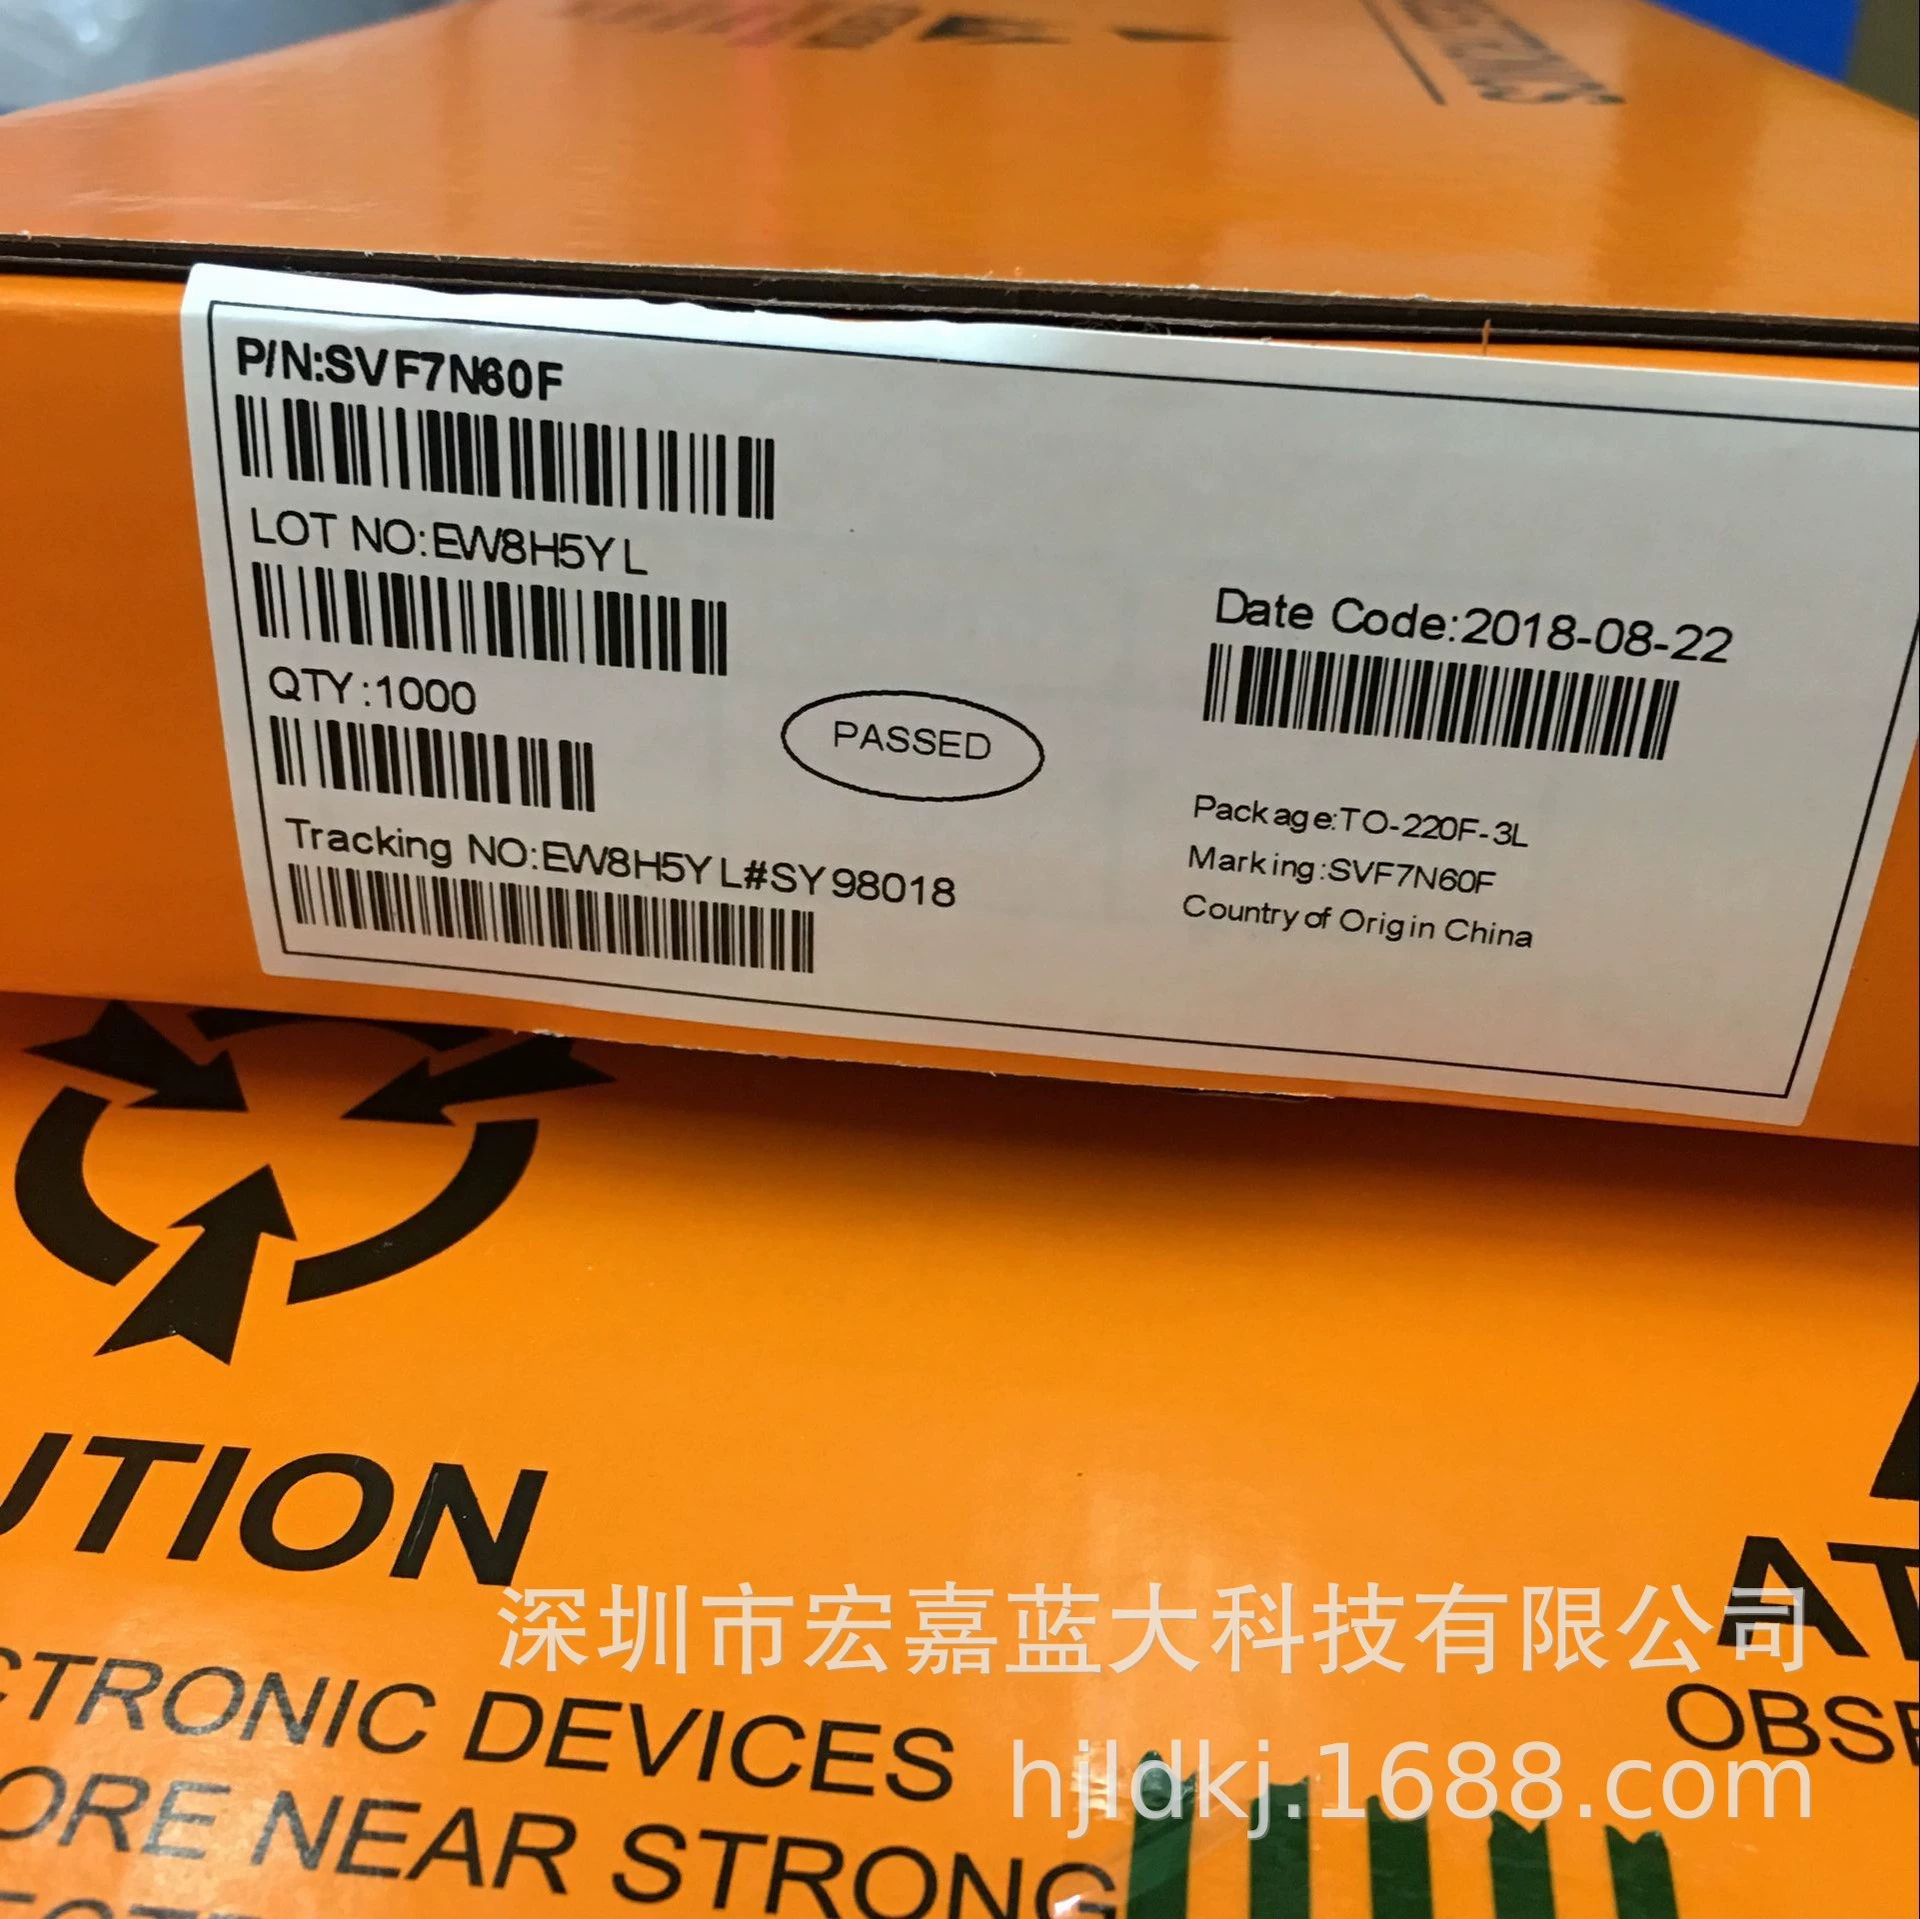 P/N:SVF7N60F
LOT NO:EW8H5YL
QTY:1000
Tracking NO:EW8H5YL#SY98018
PASSED
Date Code:2018-08-22
Package:TO-220F-3L
Marking:SVF7N60F
Country of Origin China
UTION
CTRONIC DEVICES
ORE NEAR STRONG
AT
OBSE
深圳市宏嘉蓝大科技有限公司
hjldkj.1688.com